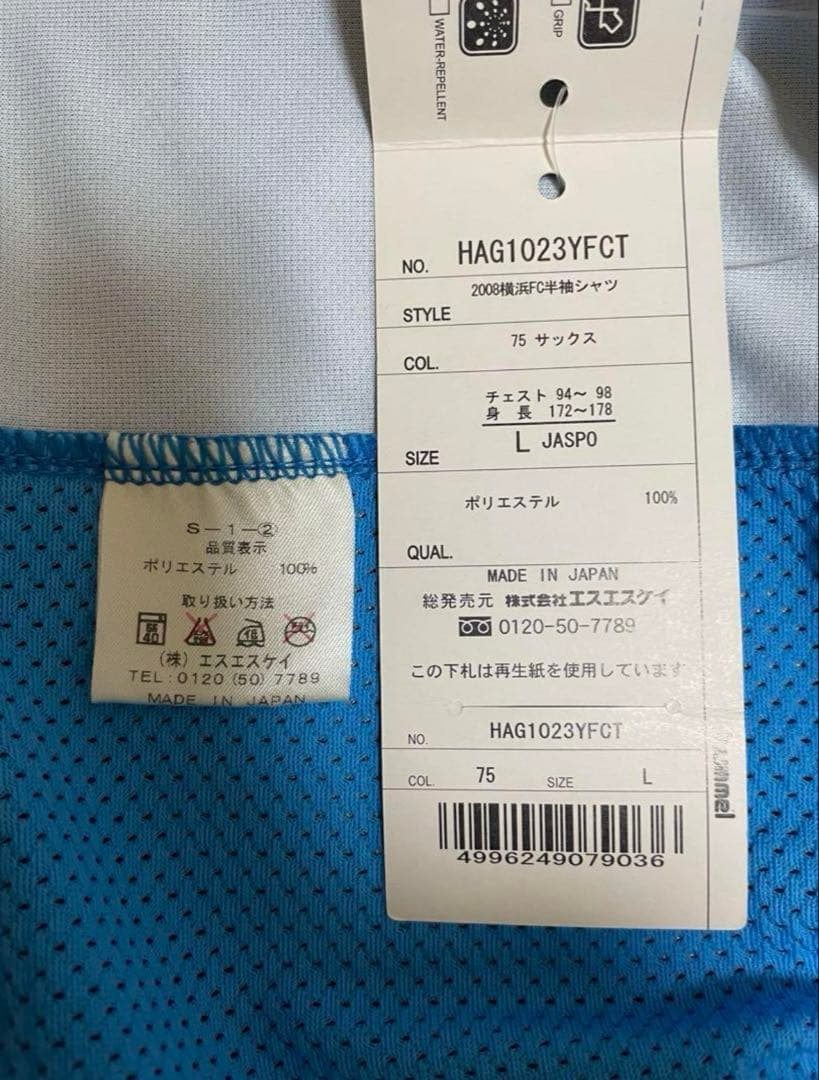 WATER-REPELLENT
GRIP
NO. HAG1023YFCT
2008横浜FC半袖シャツ
STYLE
75 サックス
COL.
チェスト 94〜 98
身 長 172〜178
L JASPO
SIZE
ポリエステル 100%
QUAL.
MADE IN JAPAN
総発売元 株式会社エスエスケイ
0120-50-7789
この下札は再生紙を使用しています
NO. HAG1023YFCT
COL. 75 SIZE L
4996249079036
hummel
S-1-②
品質表示
ポリエステル 100%
取り扱い方法
40
(株)エスエスケイ
TEL:0120(50)7789
MADE IN JAPAN